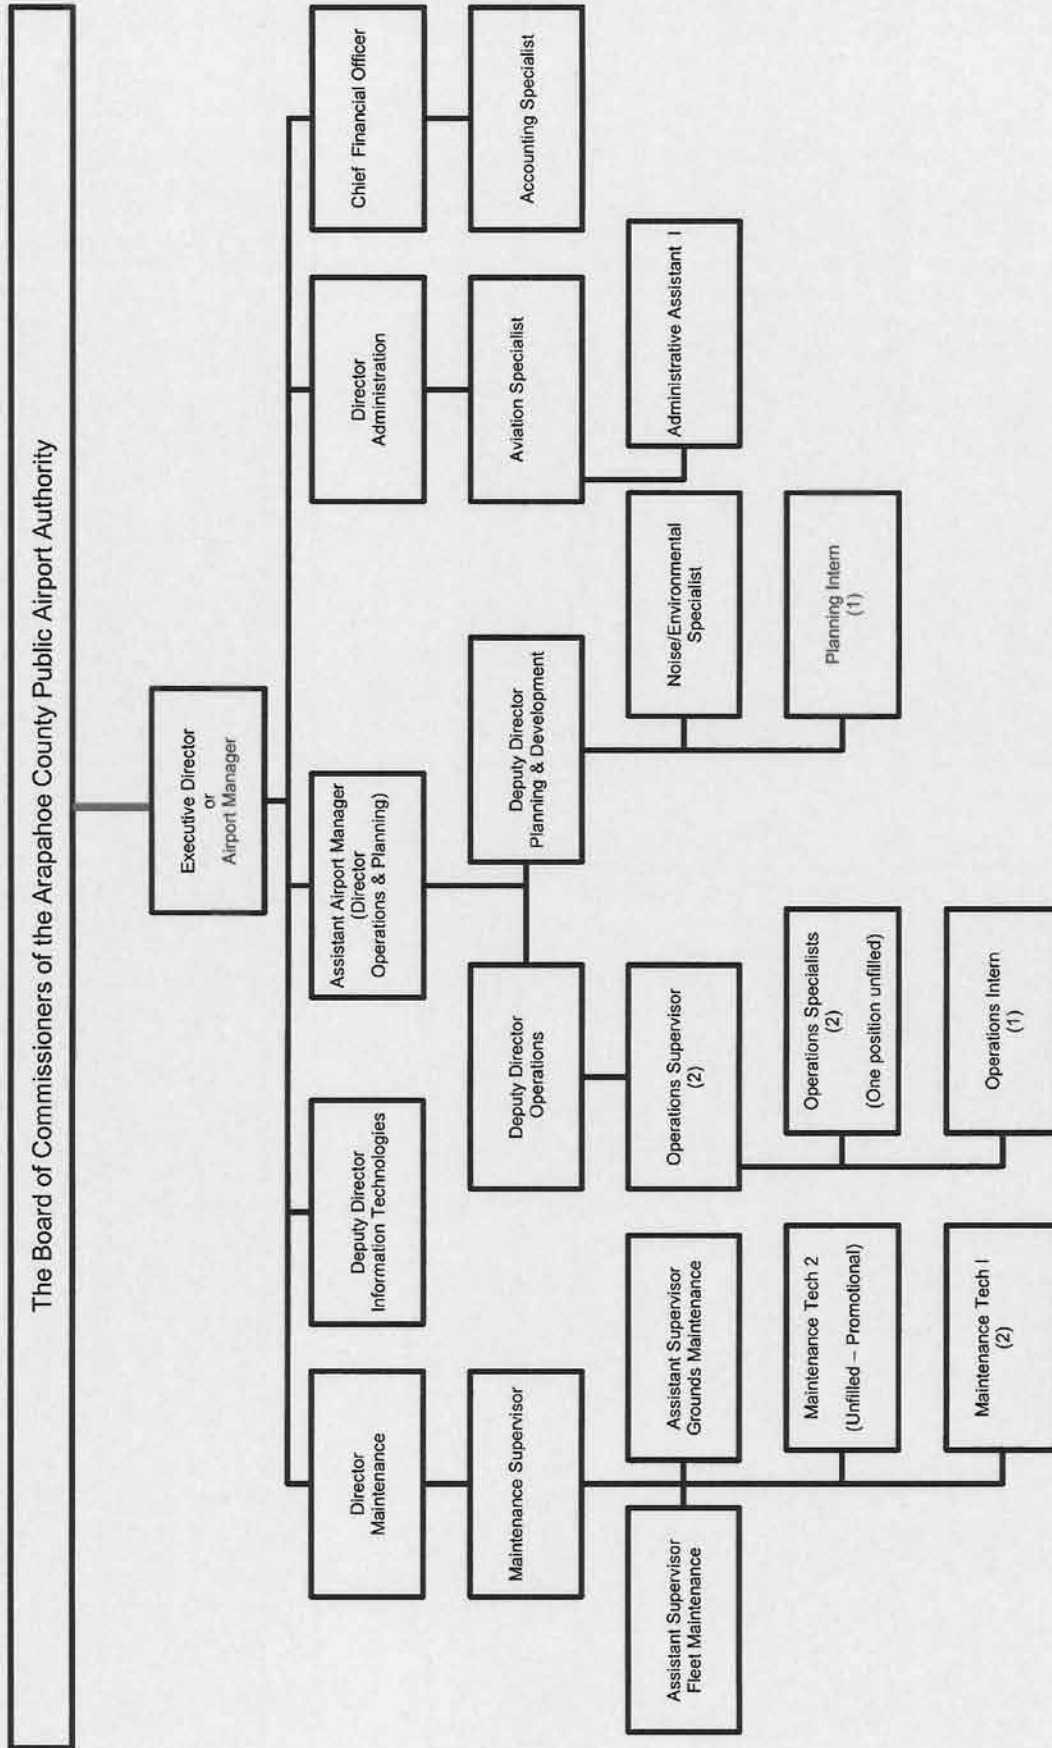 The Board of Commissioners of the Arapahoe County Public Airport Authority
Executive Director
or
Airport Manager
Director
Maintenance
Deputy Director
Information Technologies
Assistant Airport Manager
(Director
Operations & Planning)
Director
Administration
Chief Financial Officer
Maintenance Supervisor
Deputy Director
Operations
Deputy Director
Planning & Development
Aviation Specialist
Accounting Specialist
Assistant Supervisor
Fleet Maintenance
Assistant Supervisor
Grounds Maintenance
Operations Supervisor
(2)
Noise/Environmental
Specialist
Administrative Assistant I
Maintenance Tech 2
(Unfilled – Promotional)
Operations Specialists
(2)
(One position unfilled)
Planning Intern
(1)
Maintenance Tech I
(2)
Operations Intern
(1)